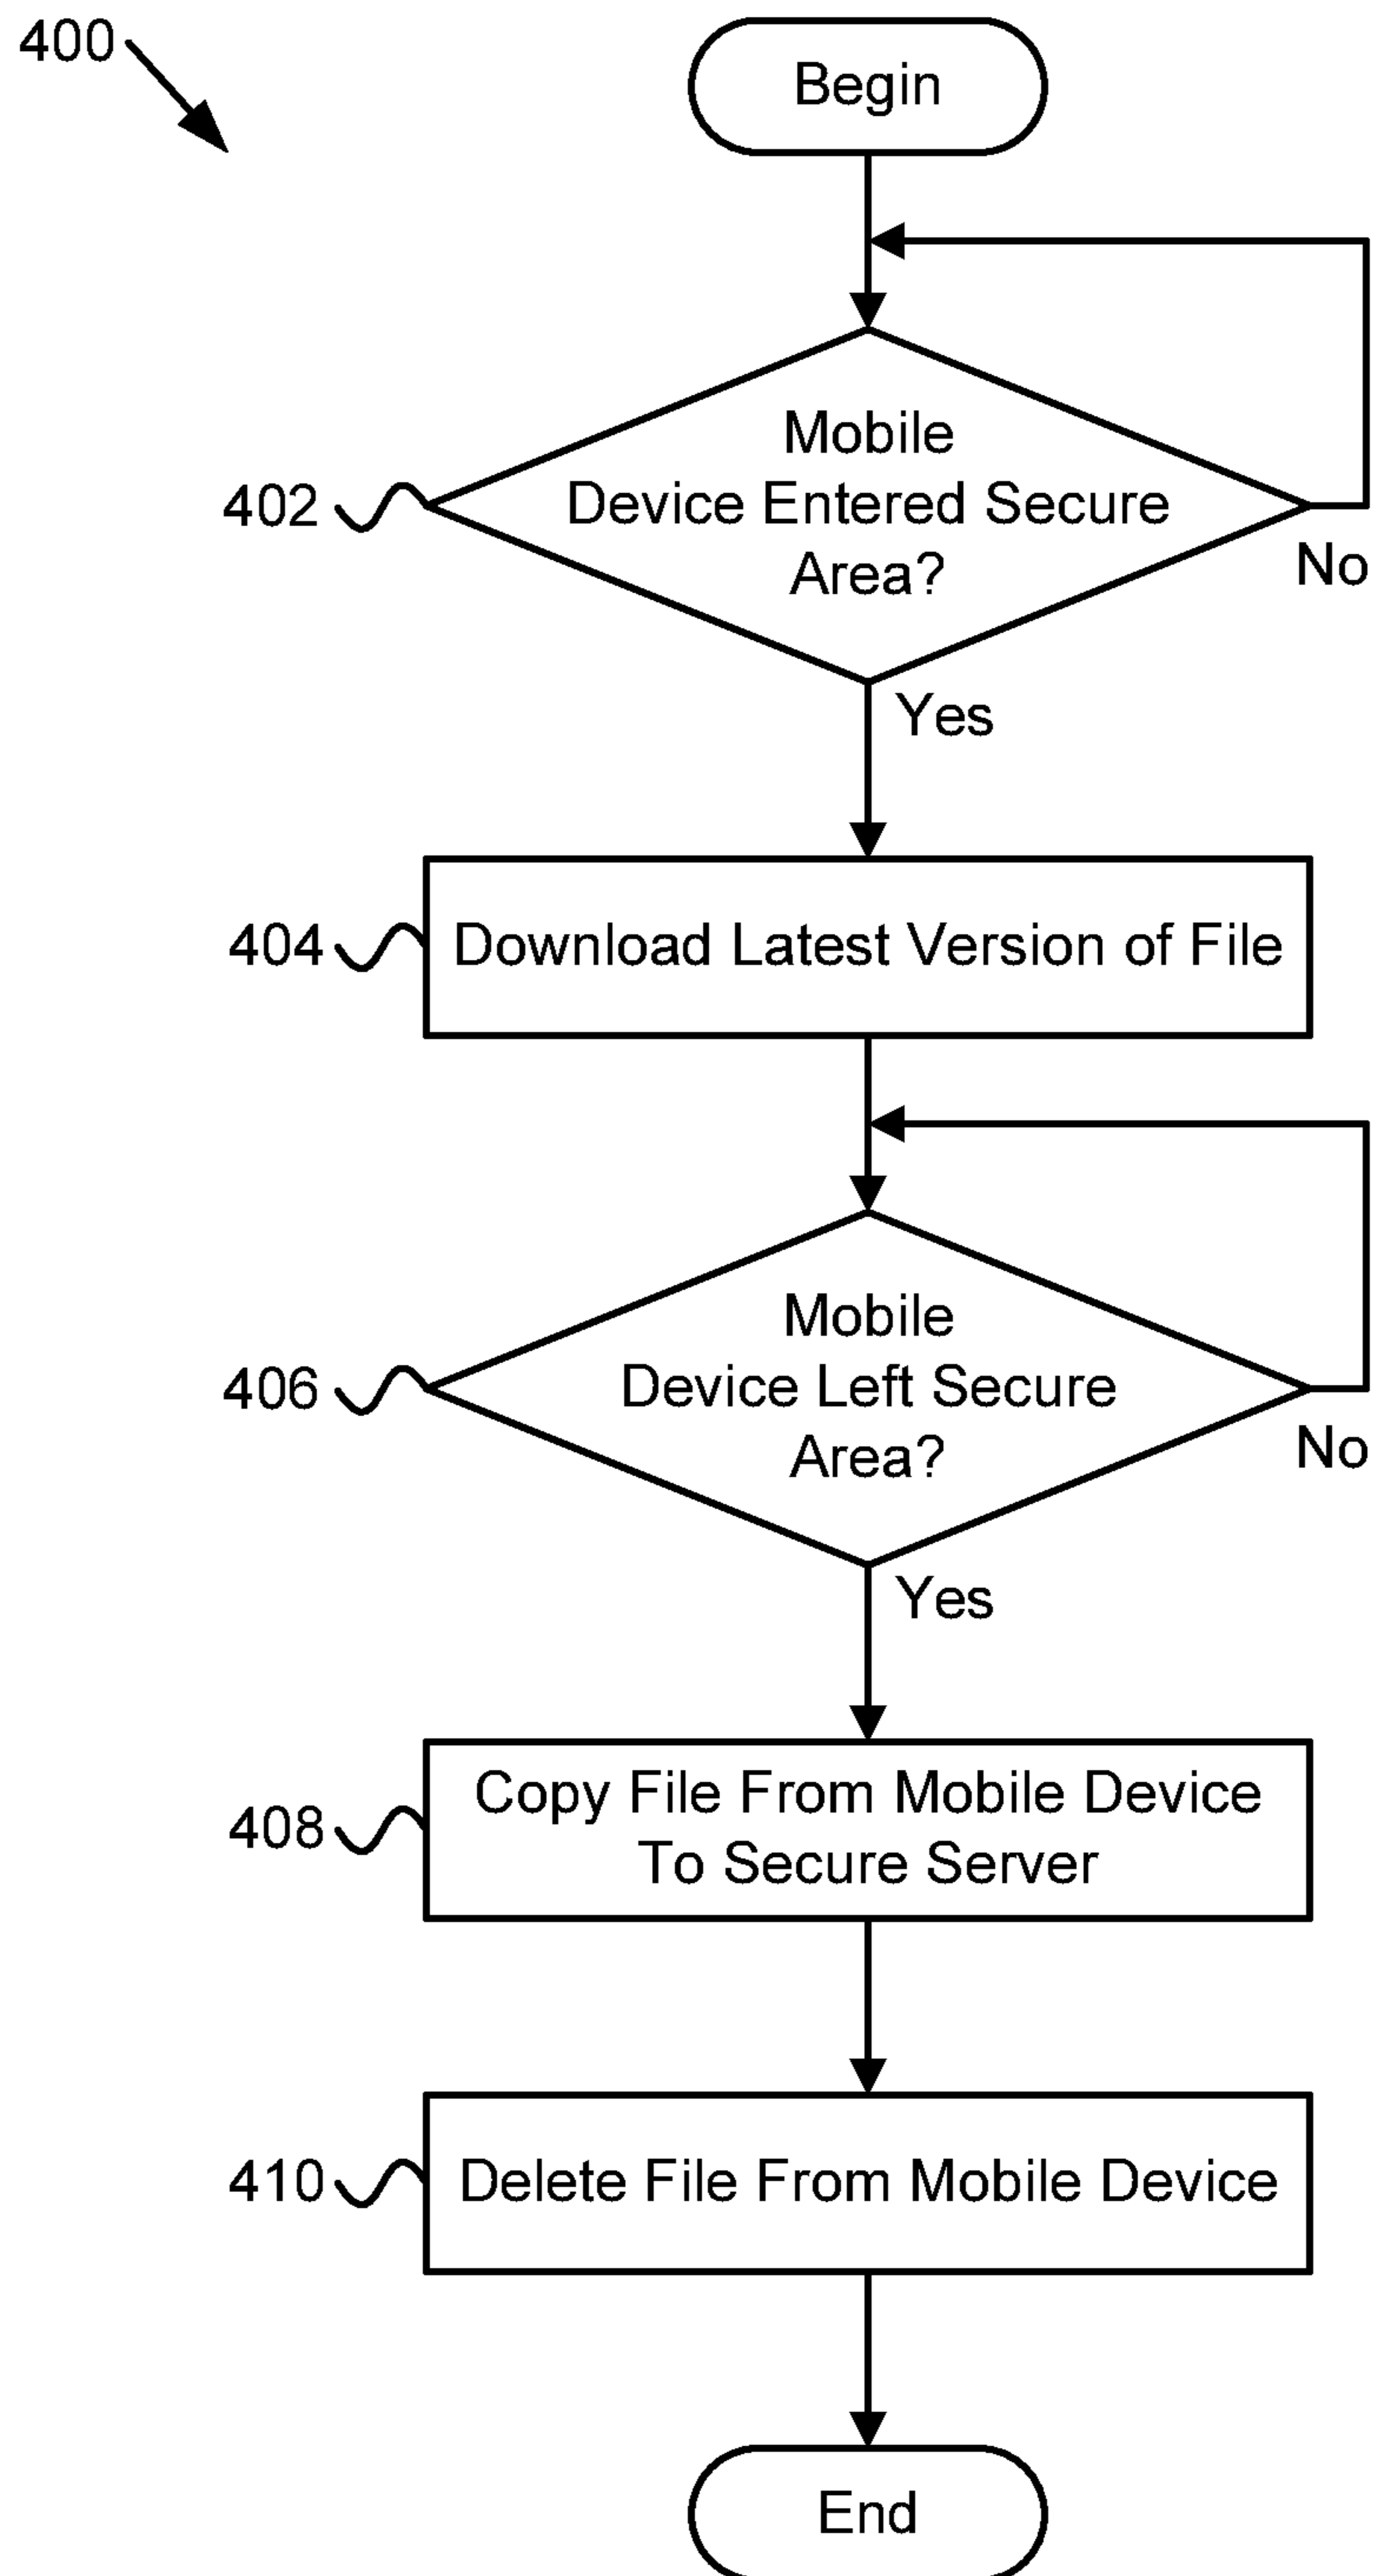 400
Begin
Mobile
Device Entered Secure
Area?
402
No
Yes
404
Download Latest Version of File
Mobile
Device Left Secure
Area?
406
No
Yes
Copy File From Mobile Device
To Secure Server
408
410
Delete File From Mobile Device
End